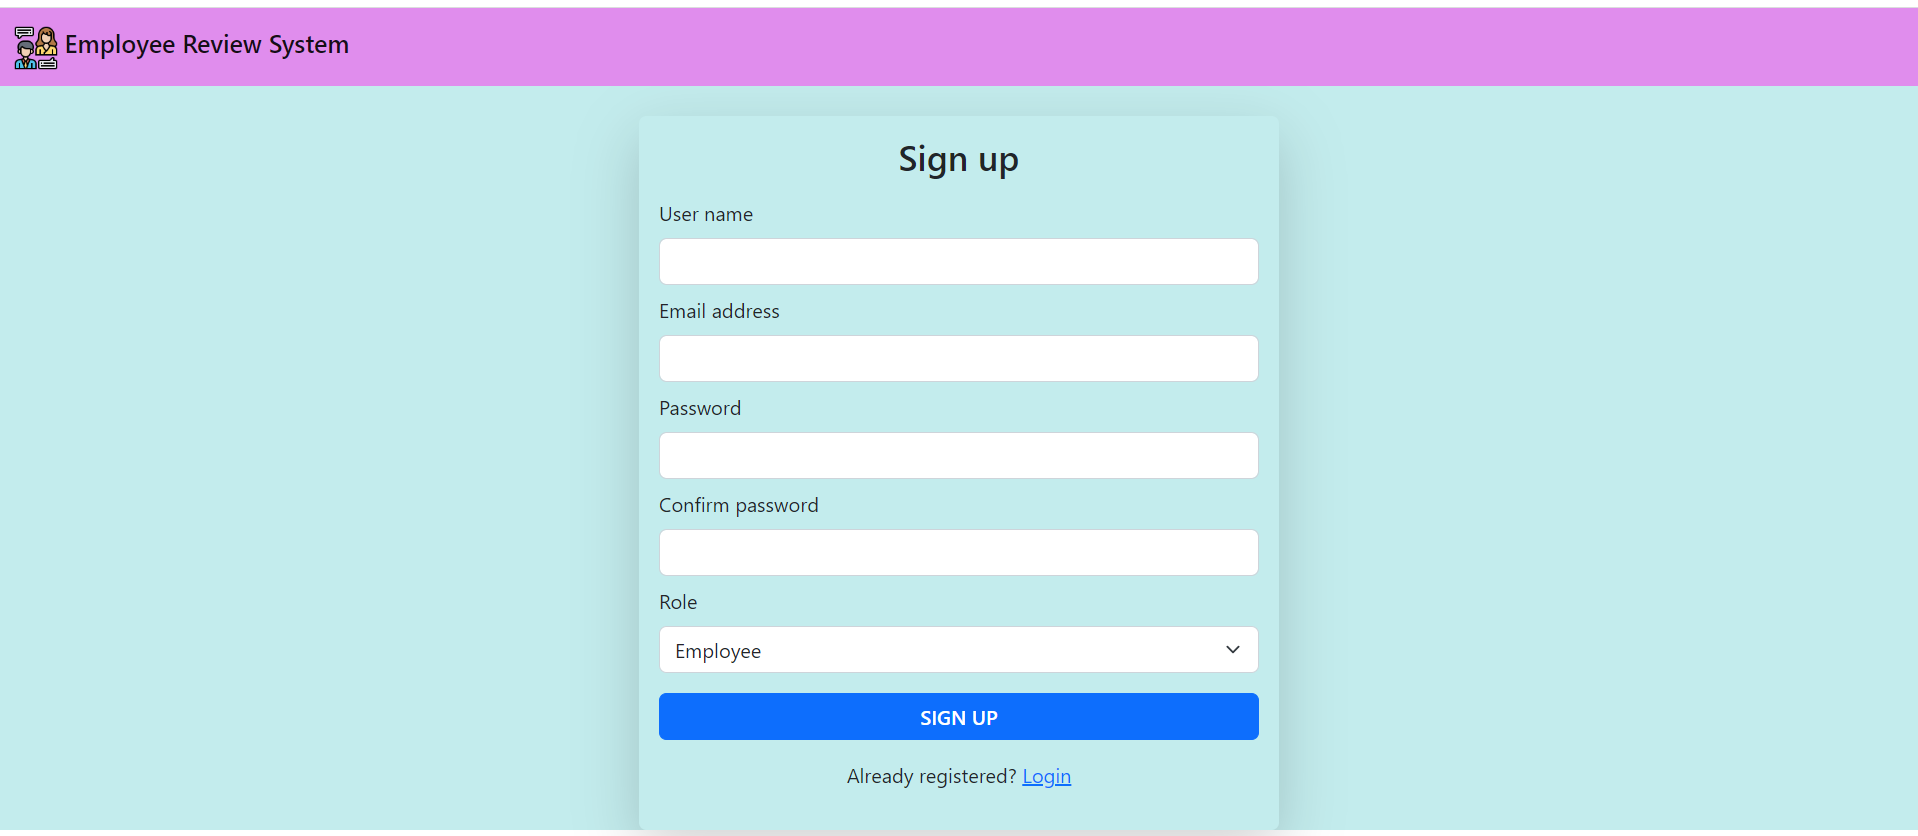 Employee Review System
Sign up
User name
Email address
Password
Confirm password
Role
Employee
SIGN UP
Already registered? Login